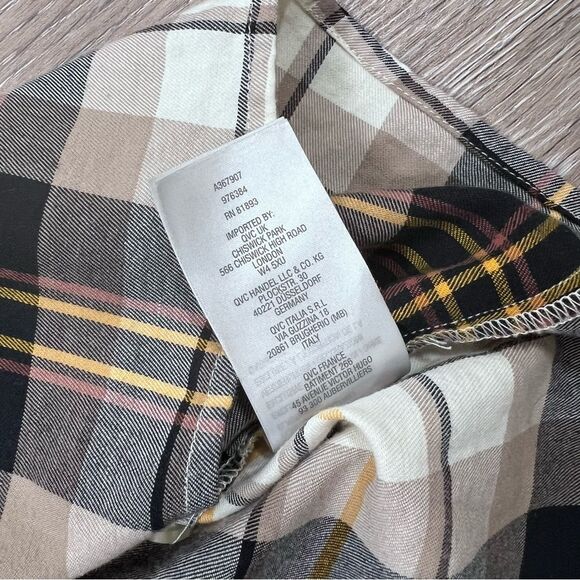 A367907
976384
RN 81893
IMPORTED BY:
QVC UK
CHISWICK PARK
566 CHISWICK HIGH ROAD
LONDON
W4 5XU
QVC HANDEL LLC & CO. KG
PLOCKSTR. 30
40221 DÜSSELDORF
GERMANY
QVC ITALIA S.R.L
VIA GUZZINA 18
20861 BRUGHERIO (MB)
ITALY
QVC FRANCE
BATIMENT 266
45 AVENUE VICTOR HUGO
93 300 AUBERVILLIERS